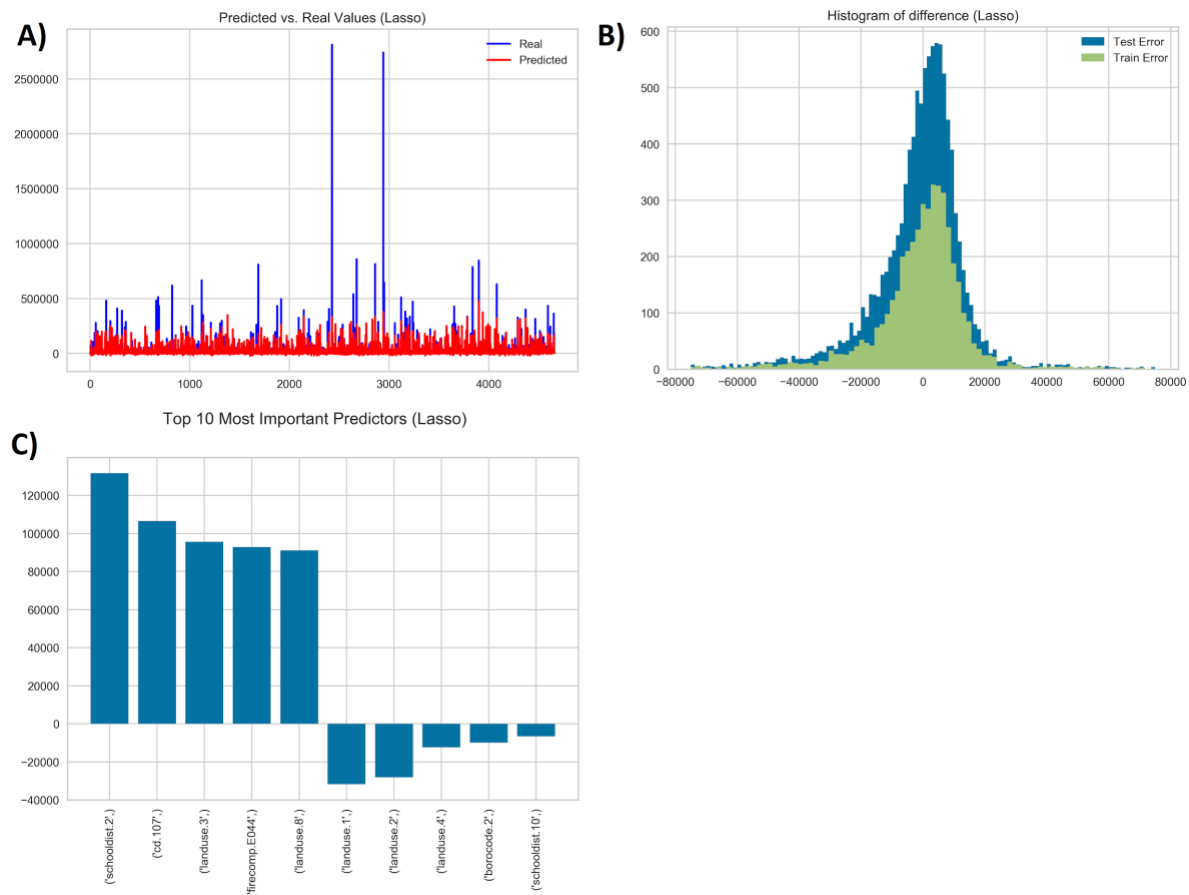 A)
Predicted vs. Real Values (Lasso)
Real
Predicted
2500000
2000000
1500000
1000000
500000
0
0
1000
2000
3000
4000
B)
Histogram of difference (Lasso)
Test Error
Train Error
600
500
400
300
200
100
0
−80000
−60000
−40000
−20000
0
20000
40000
60000
80000
C)
Top 10 Most Important Predictors (Lasso)
120000
100000
80000
60000
40000
20000
0
−20000
−40000
('schooldist.2',)
('cd.107',)
('landuse.3',)
'firecomp.E044',)
('landuse.8',)
('landuse.1',)
('landuse.2',)
('landuse.4',)
('borocode.2',)
('schooldist.10',)